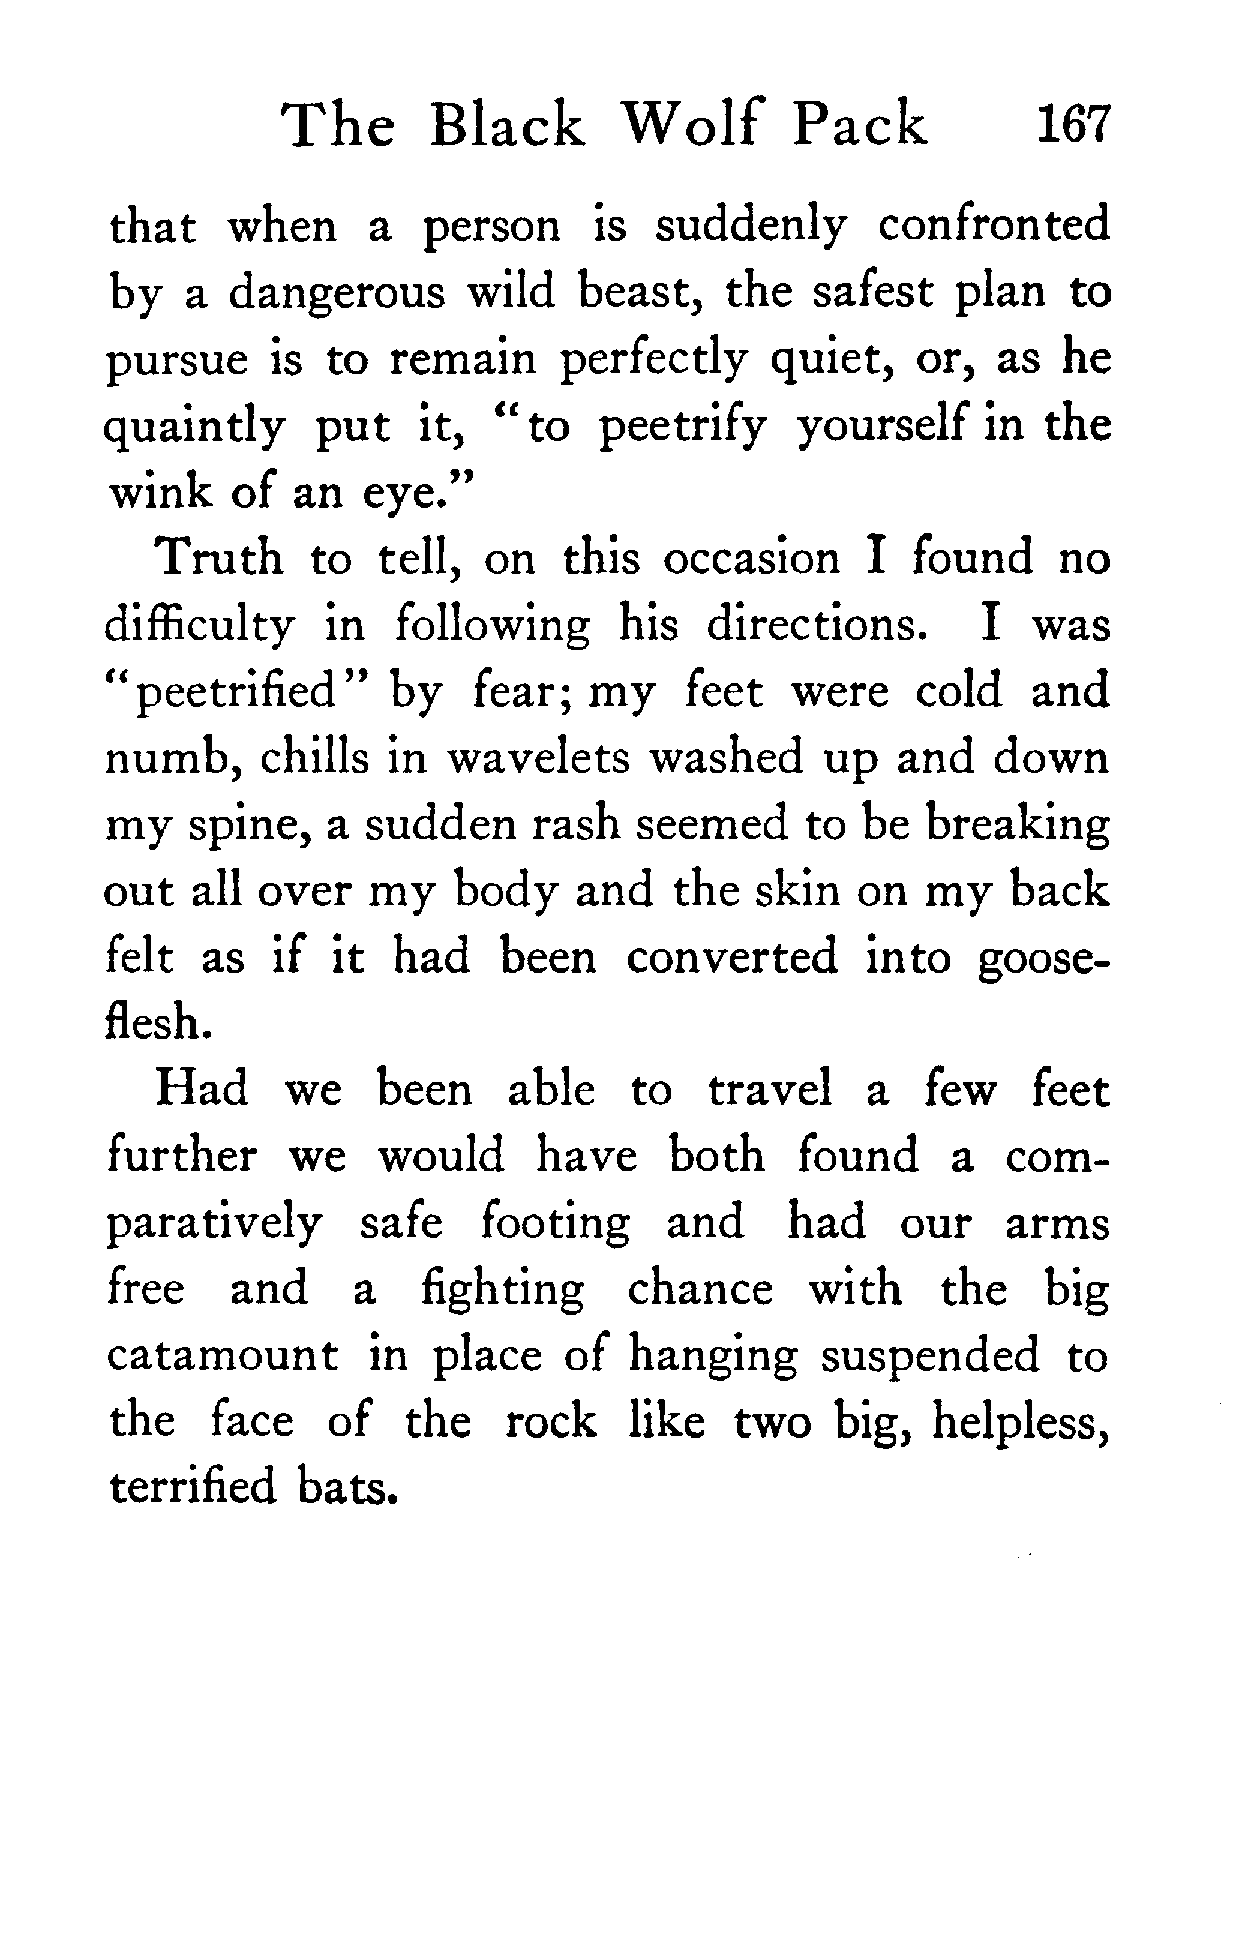 The Black Wolf Pack 167
that when a person is suddenly confronted
by a dangerous wild beast, the safest plan to
pursue is to remain perfectly quiet, or, as he
quaintly put it, “to peetrify yourself in the
wink of an eye.”
Truth to tell, on this occasion I found no
difficulty in following his directions. I was
“peetrified” by fear; my feet were cold and
numb, chills in wavelets washed up and down
my spine, a sudden rash seemed to be breaking
out all over my body and the skin on my back
felt as if it had been converted into goose-
flesh.
Had we been able to travel a few feet
further we would have both found a com-
paratively safe footing and had our arms
free and a fighting chance with the big
catamount in place of hanging suspended to
the face of the rock like two big, helpless,
terrified bats.